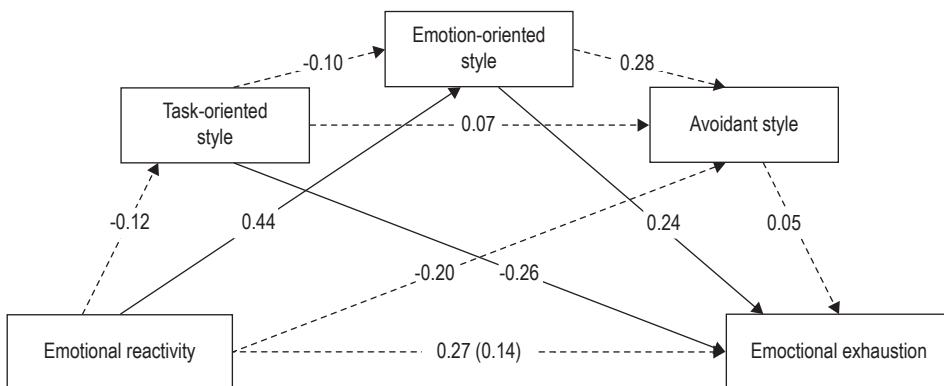 Emotion-oriented
style
-0.10
0.28
Task-oriented
style
0.07
Avoidant style
-0.12
0.44
0.24
0.05
-0.20
-0.26
Emotional reactivity
0.27 (0.14)
Emoctional exhaustion